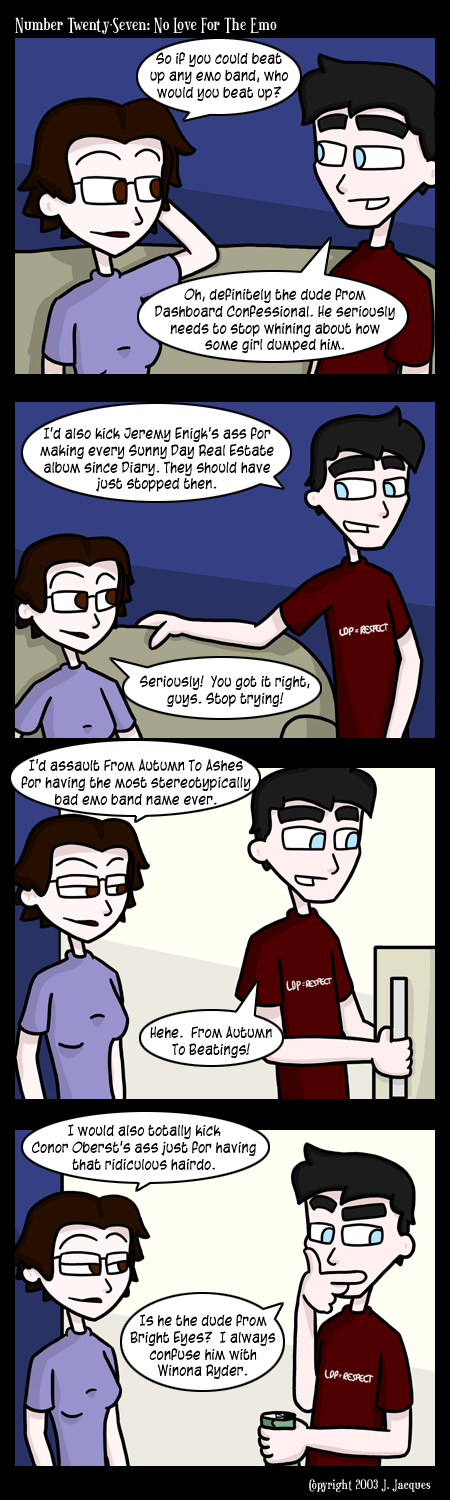 Number Twenty-Seven: No Love For The Emo
So if you could beat
up any emo band, who
would you beat up?
Oh, definitely the dude from
Dashboard Confessional. He seriously
needs to stop whining about how
some girl dumped him.
I'd also kick Jeremy Enigk's ass for
making every Sunny Day Real Estate
album since Diary. They should have
just stopped then.
LDP = RESPECT
Seriously! You got it right,
guys. Stop trying!
I'd assault From Autumn To Ashes
for having the most stereotypically
bad emo band name ever.
LDP = RESPECT
Hehe. From Autumn
To Beatings!
I would also totally kick
Conor Oberst's ass just for having
that ridiculous hairdo.
Is he the dude from
Bright Eyes? I always
confuse him with
Winona Ryder.
LDP = RESPECT
Copyright 2003 J. Jacques